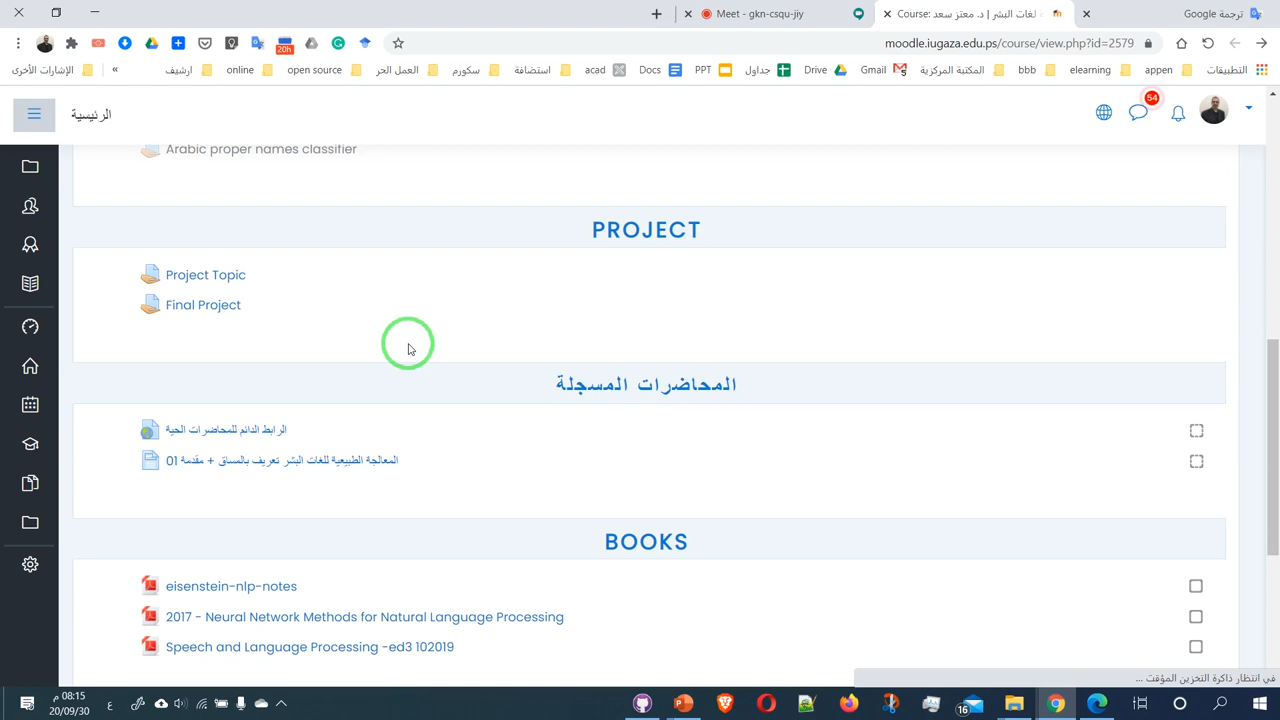 Meet - gkn-csqu-jiy
Course: لغات البشر | د. معتز سعد
ترجمة Google
20h
moodle.iugaza.edu.ps/course/view.php?id=2579
التطبيقات
appen
elearning
bbb
المكتبة المركزية
Gmail
Drive
جداول
PPT
Docs
acad
استضافة
سكورم
العمل الحر
open source
online
ارشيف
»
الإشارات الأخرى
الرئيسية
54
Arabic proper names classifier
PROJECT
Project Topic
Final Project
المحاضرات المسجلة
الرابط الدائم للمحاضرات الحية
المعالجة الطبيعية للغات البشر تعريف بالمساق + مقدمة 01
BOOKS
eisenstein-nlp-notes
2017 - Neural Network Methods for Natural Language Processing
Speech and Language Processing -ed3 102019
في انتظار ذاكرة التخزين المؤقت ...
08:15 م
20/09/30
ع
16